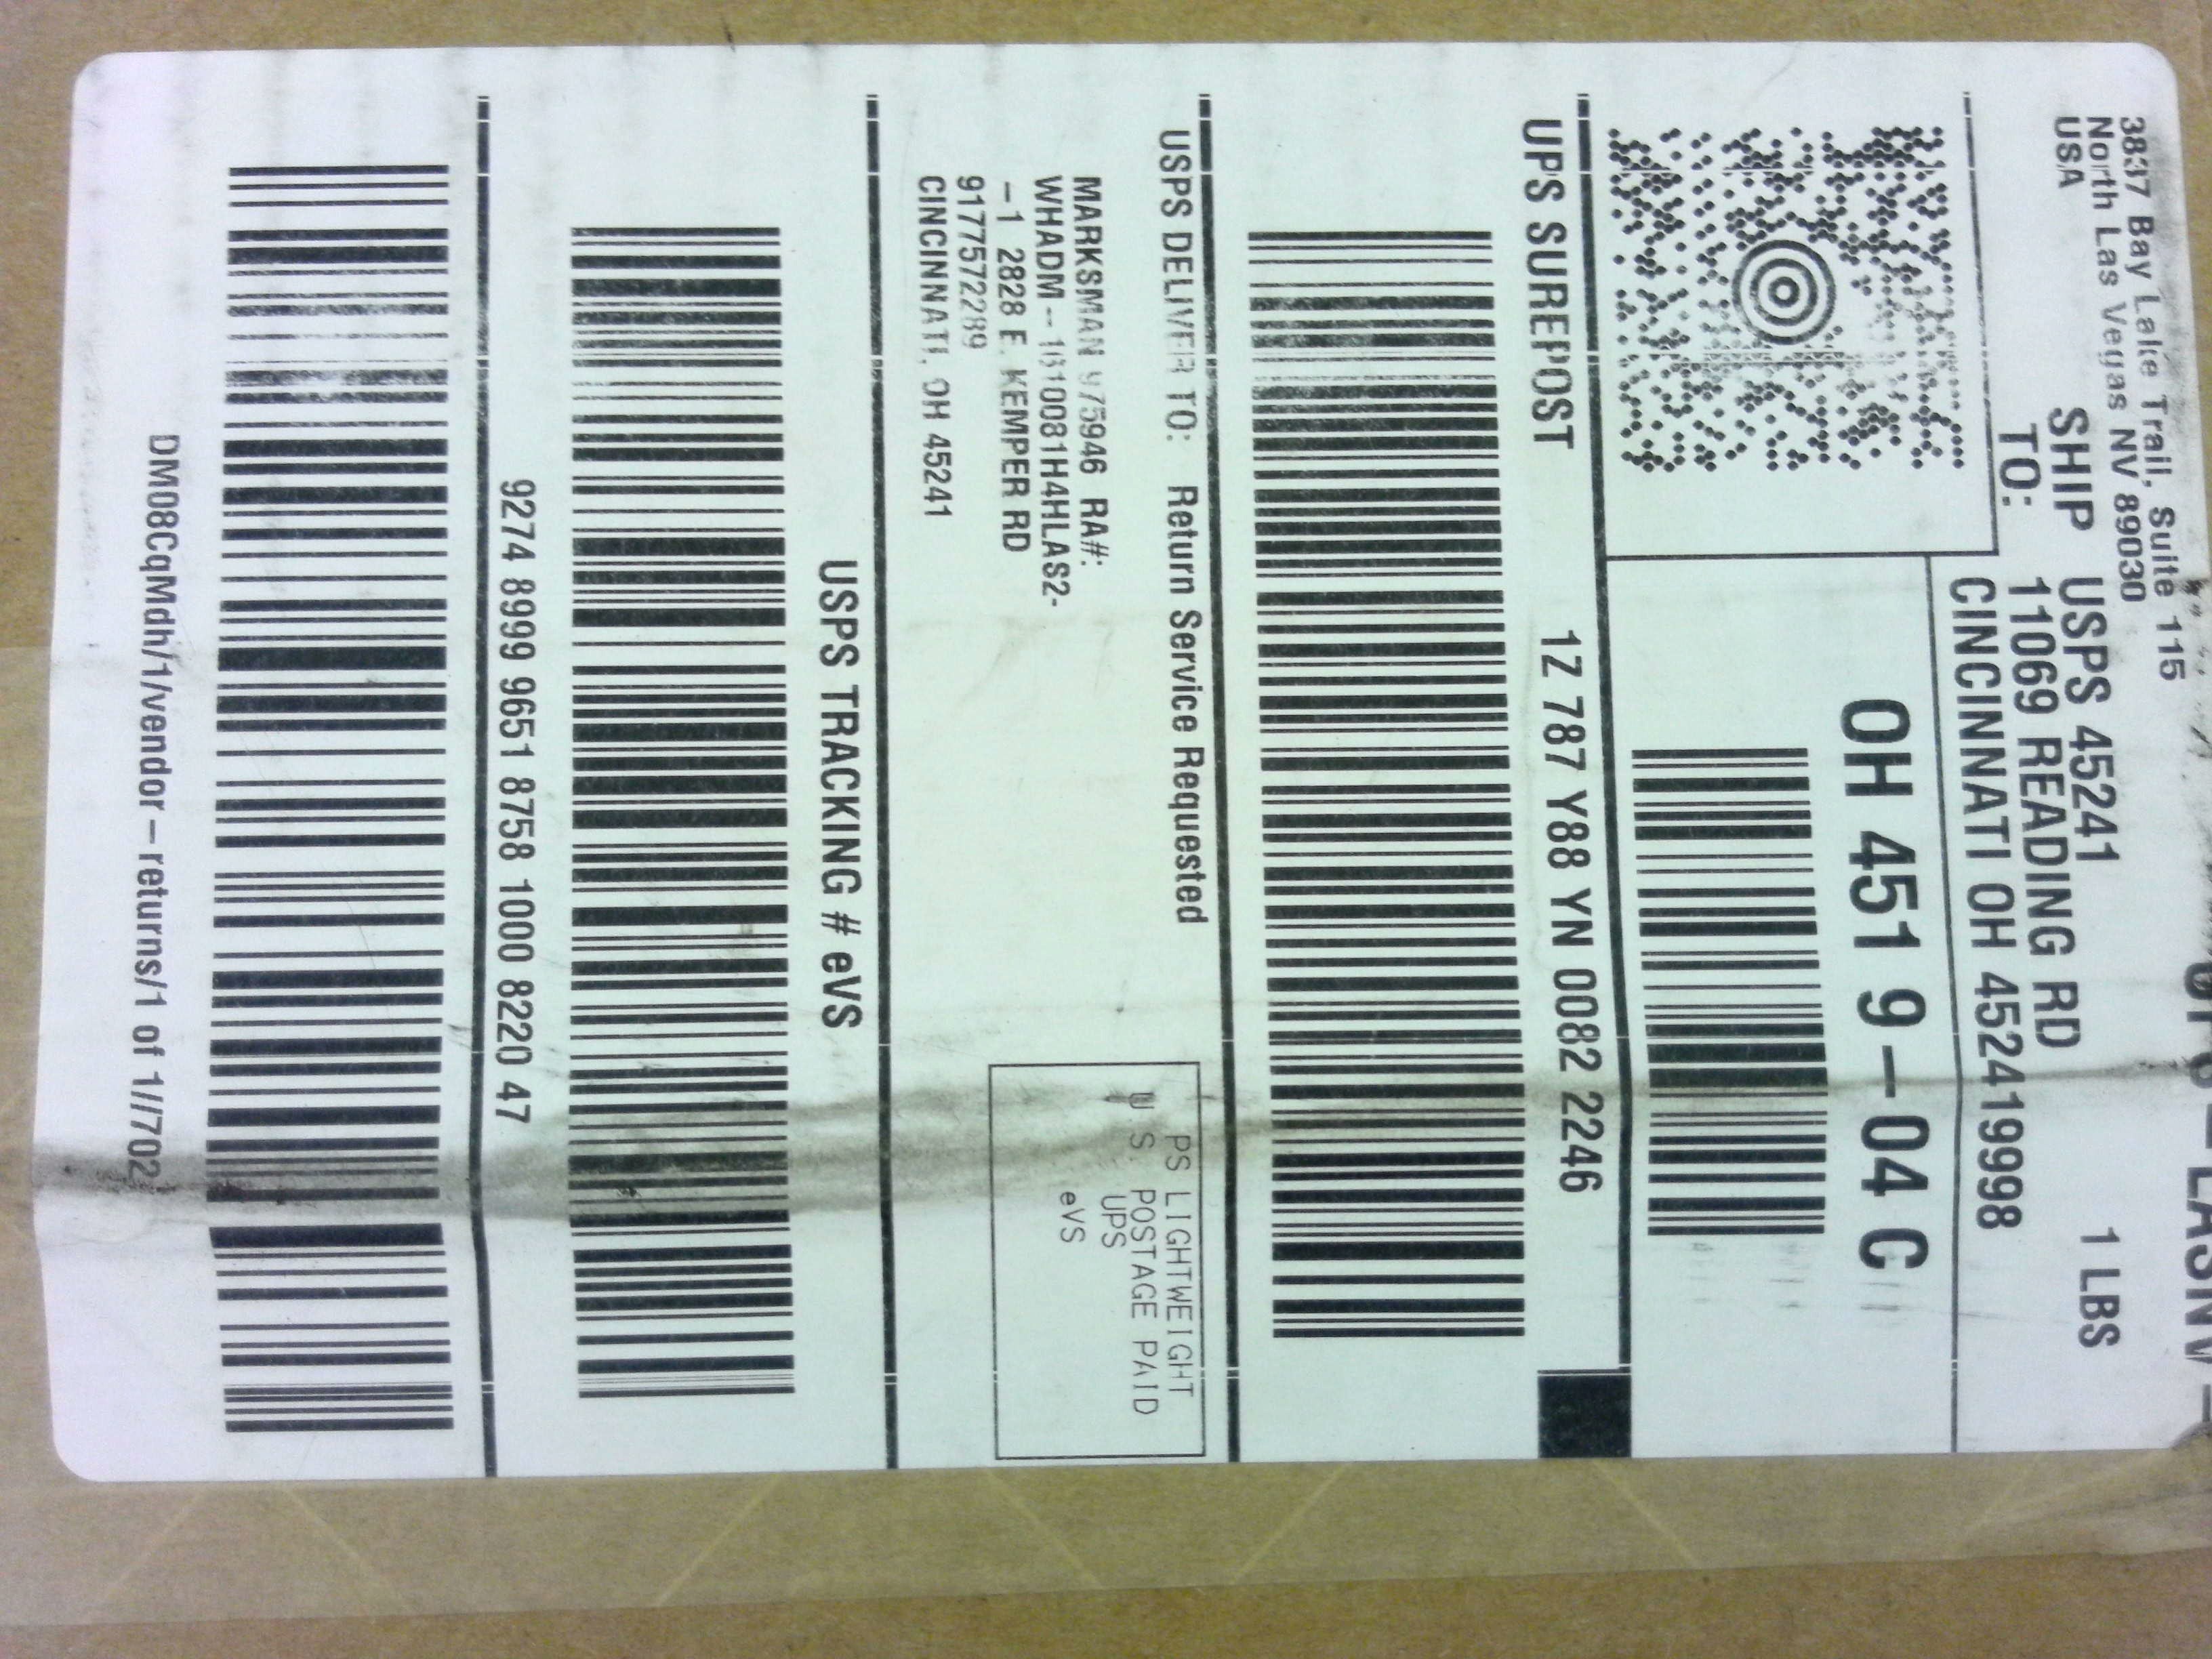 3837 Bay Lake Trail, Suite 115
North Las Vegas NV 89030
USA
1 LBS
SHIP
TO:
USPS 45241
11069 READING RD
CINCINNATI OH 452419998
OH 451 9-04 C
UPS SUREPOST
1Z 787 Y88 YN 0082 2246
USPS DELIVER TO: Return Service Requested
MARKSMAN 975946 RA#:
WHADM--1610081H4HLAS2-
-1 2828 E. KEMPER RD
9177572289
CINCINNATI, OH 45241
PS LIGHTWEIGHT
U.S. POSTAGE PAID
UPS
eVS
USPS TRACKING # eVS
9274 8999 9651 8758 1000 8220 47
DM08CqMdh/1/vendor-returns/1 of 1//702